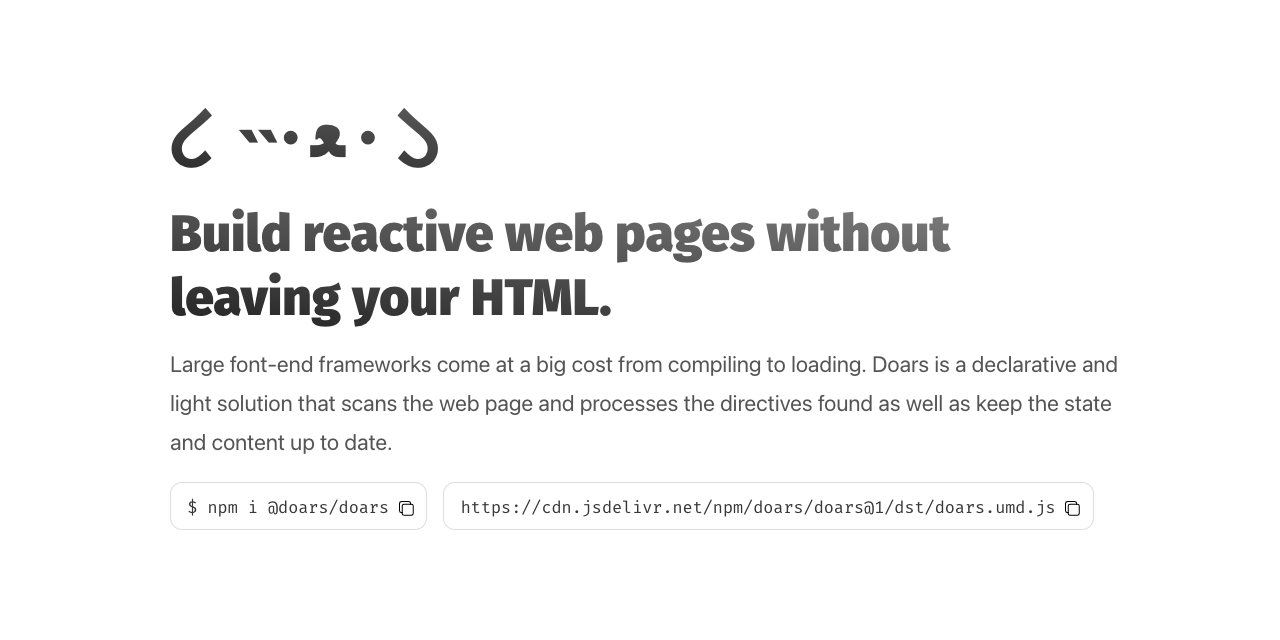 Build reactive web pages without
leaving your HTML.
Large font-end frameworks come at a big cost from compiling to loading. Doars is a declarative and
light solution that scans the web page and processes the directives found as well as keep the state
and content up to date.
$ npm i @doars/doars
https://cdn.jsdelivr.net/npm/doars/doars@1/dst/doars.umd.js